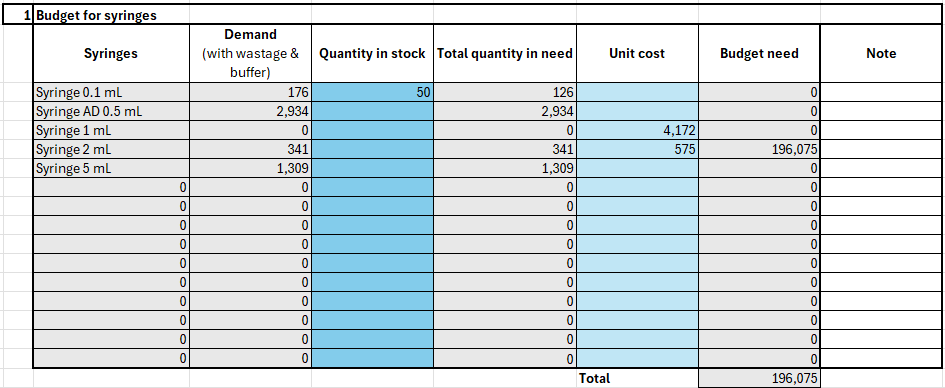 1 Budget for syringes
Syringes Demand (with wastage & buffer) Quantity in stock Total quantity in need Unit cost Budget need Note
Syringe 0.1 mL 176 50 126 0
Syringe AD 0.5 mL 2,934 2,934 0
Syringe 1 mL 0 0 4,172 0
Syringe 2 mL 341 341 575 196,075
Syringe 5 mL 1,309 1,309 0
0 0 0 0
0 0 0 0
0 0 0 0
0 0 0 0
0 0 0 0
0 0 0 0
0 0 0 0
0 0 0 0
0 0 0 0
0 0 0 0
Total 196,075